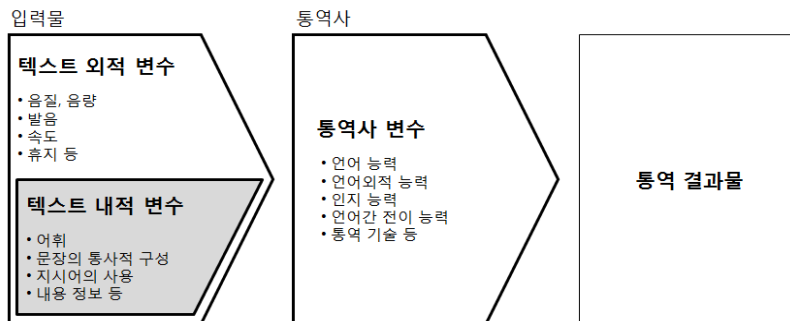 입력물
텍스트 외적 변수
• 음질, 음량
• 발음
• 속도
• 휴지 등
텍스트 내적 변수
• 어휘
• 문장의 통사적 구성
• 지시어의 사용
• 내용 정보 등
통역사
통역사 변수
• 언어 능력
• 언어외적 능력
• 인지 능력
• 언어간 전이 능력
• 통역 기술 등
통역 결과물